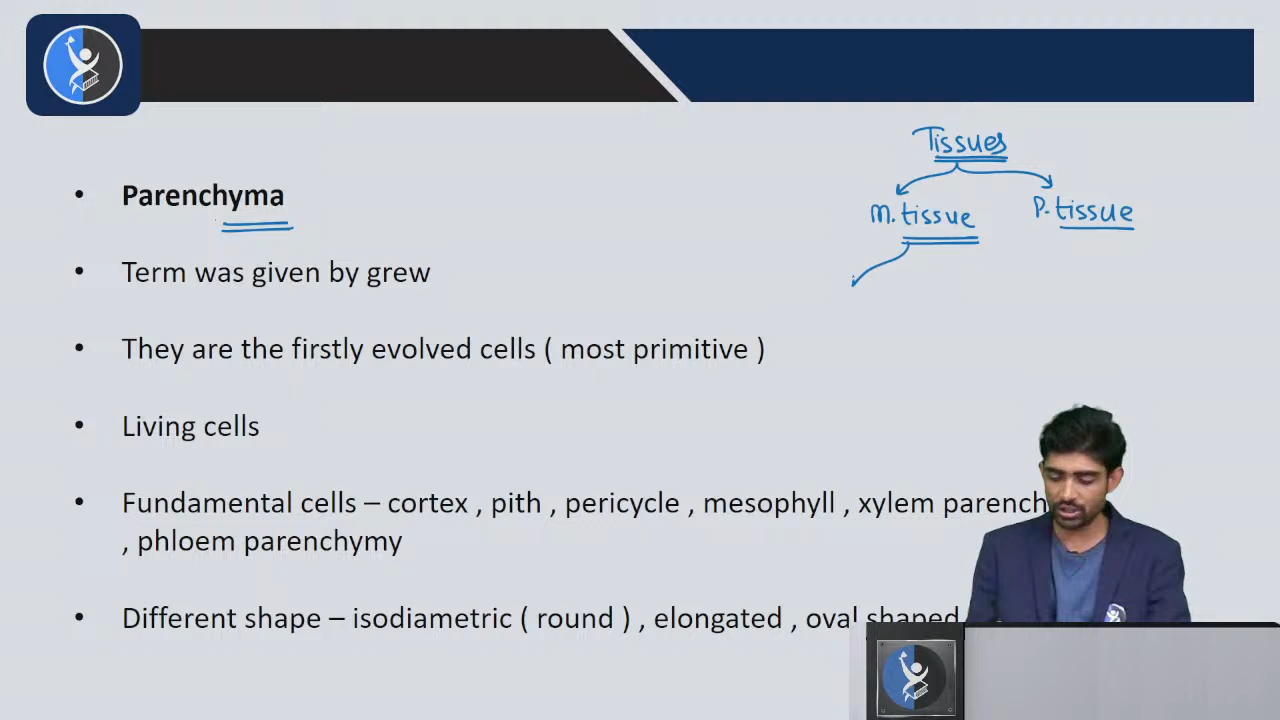 Tissues
M. tissue
P. tissue
• Parenchyma
• Term was given by grew
• They are the firstly evolved cells ( most primitive )
• Living cells
• Fundamental cells – cortex , pith , pericycle , mesophyll , xylem parench
, phloem parenchymy
• Different shape – isodiametric ( round ) , elongated , oval shaped